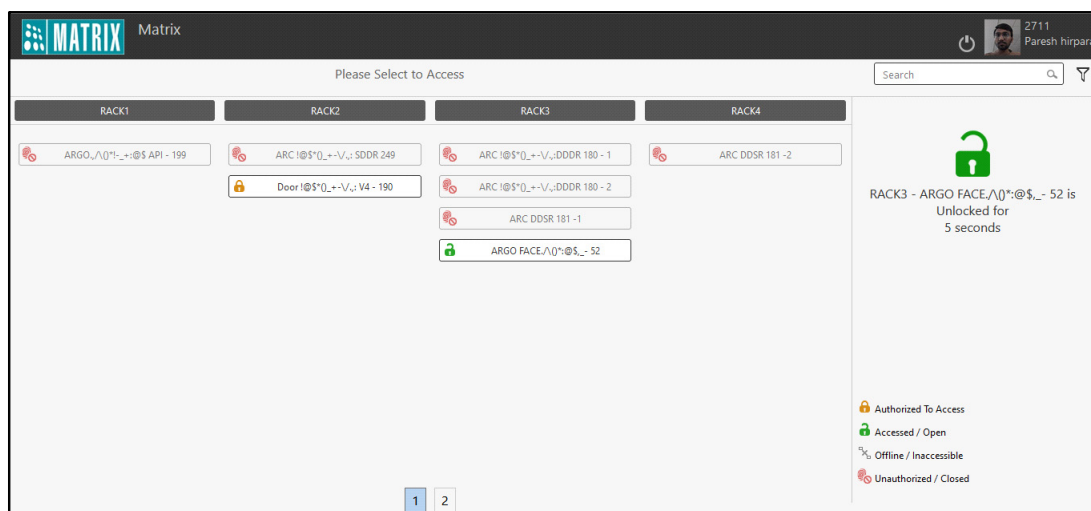 MATRIX
Matrix
2711
Paresh hirpara
Please Select to Access
Search
RACK1
RACK2
RACK3
RACK4
ARGO.,/\()*!-_+:@$ API - 199
ARC !@$*()_+-\/.,: SDDR 249
ARC !@$*()_+-\/.,:DDDR 180 - 1
ARC DDSR 181 -2
Door !@$*()_+-\/.,: V4 - 190
ARC !@$*()_+-\/.,:DDDR 180 - 2
ARC DDSR 181 -1
ARGO FACE./\()*:@$,_- 52
RACK3 - ARGO FACE./\()*:@$,_- 52 is
Unlocked for
5 seconds
Authorized To Access
Accessed / Open
Offline / Inaccessible
Unauthorized / Closed
1 2